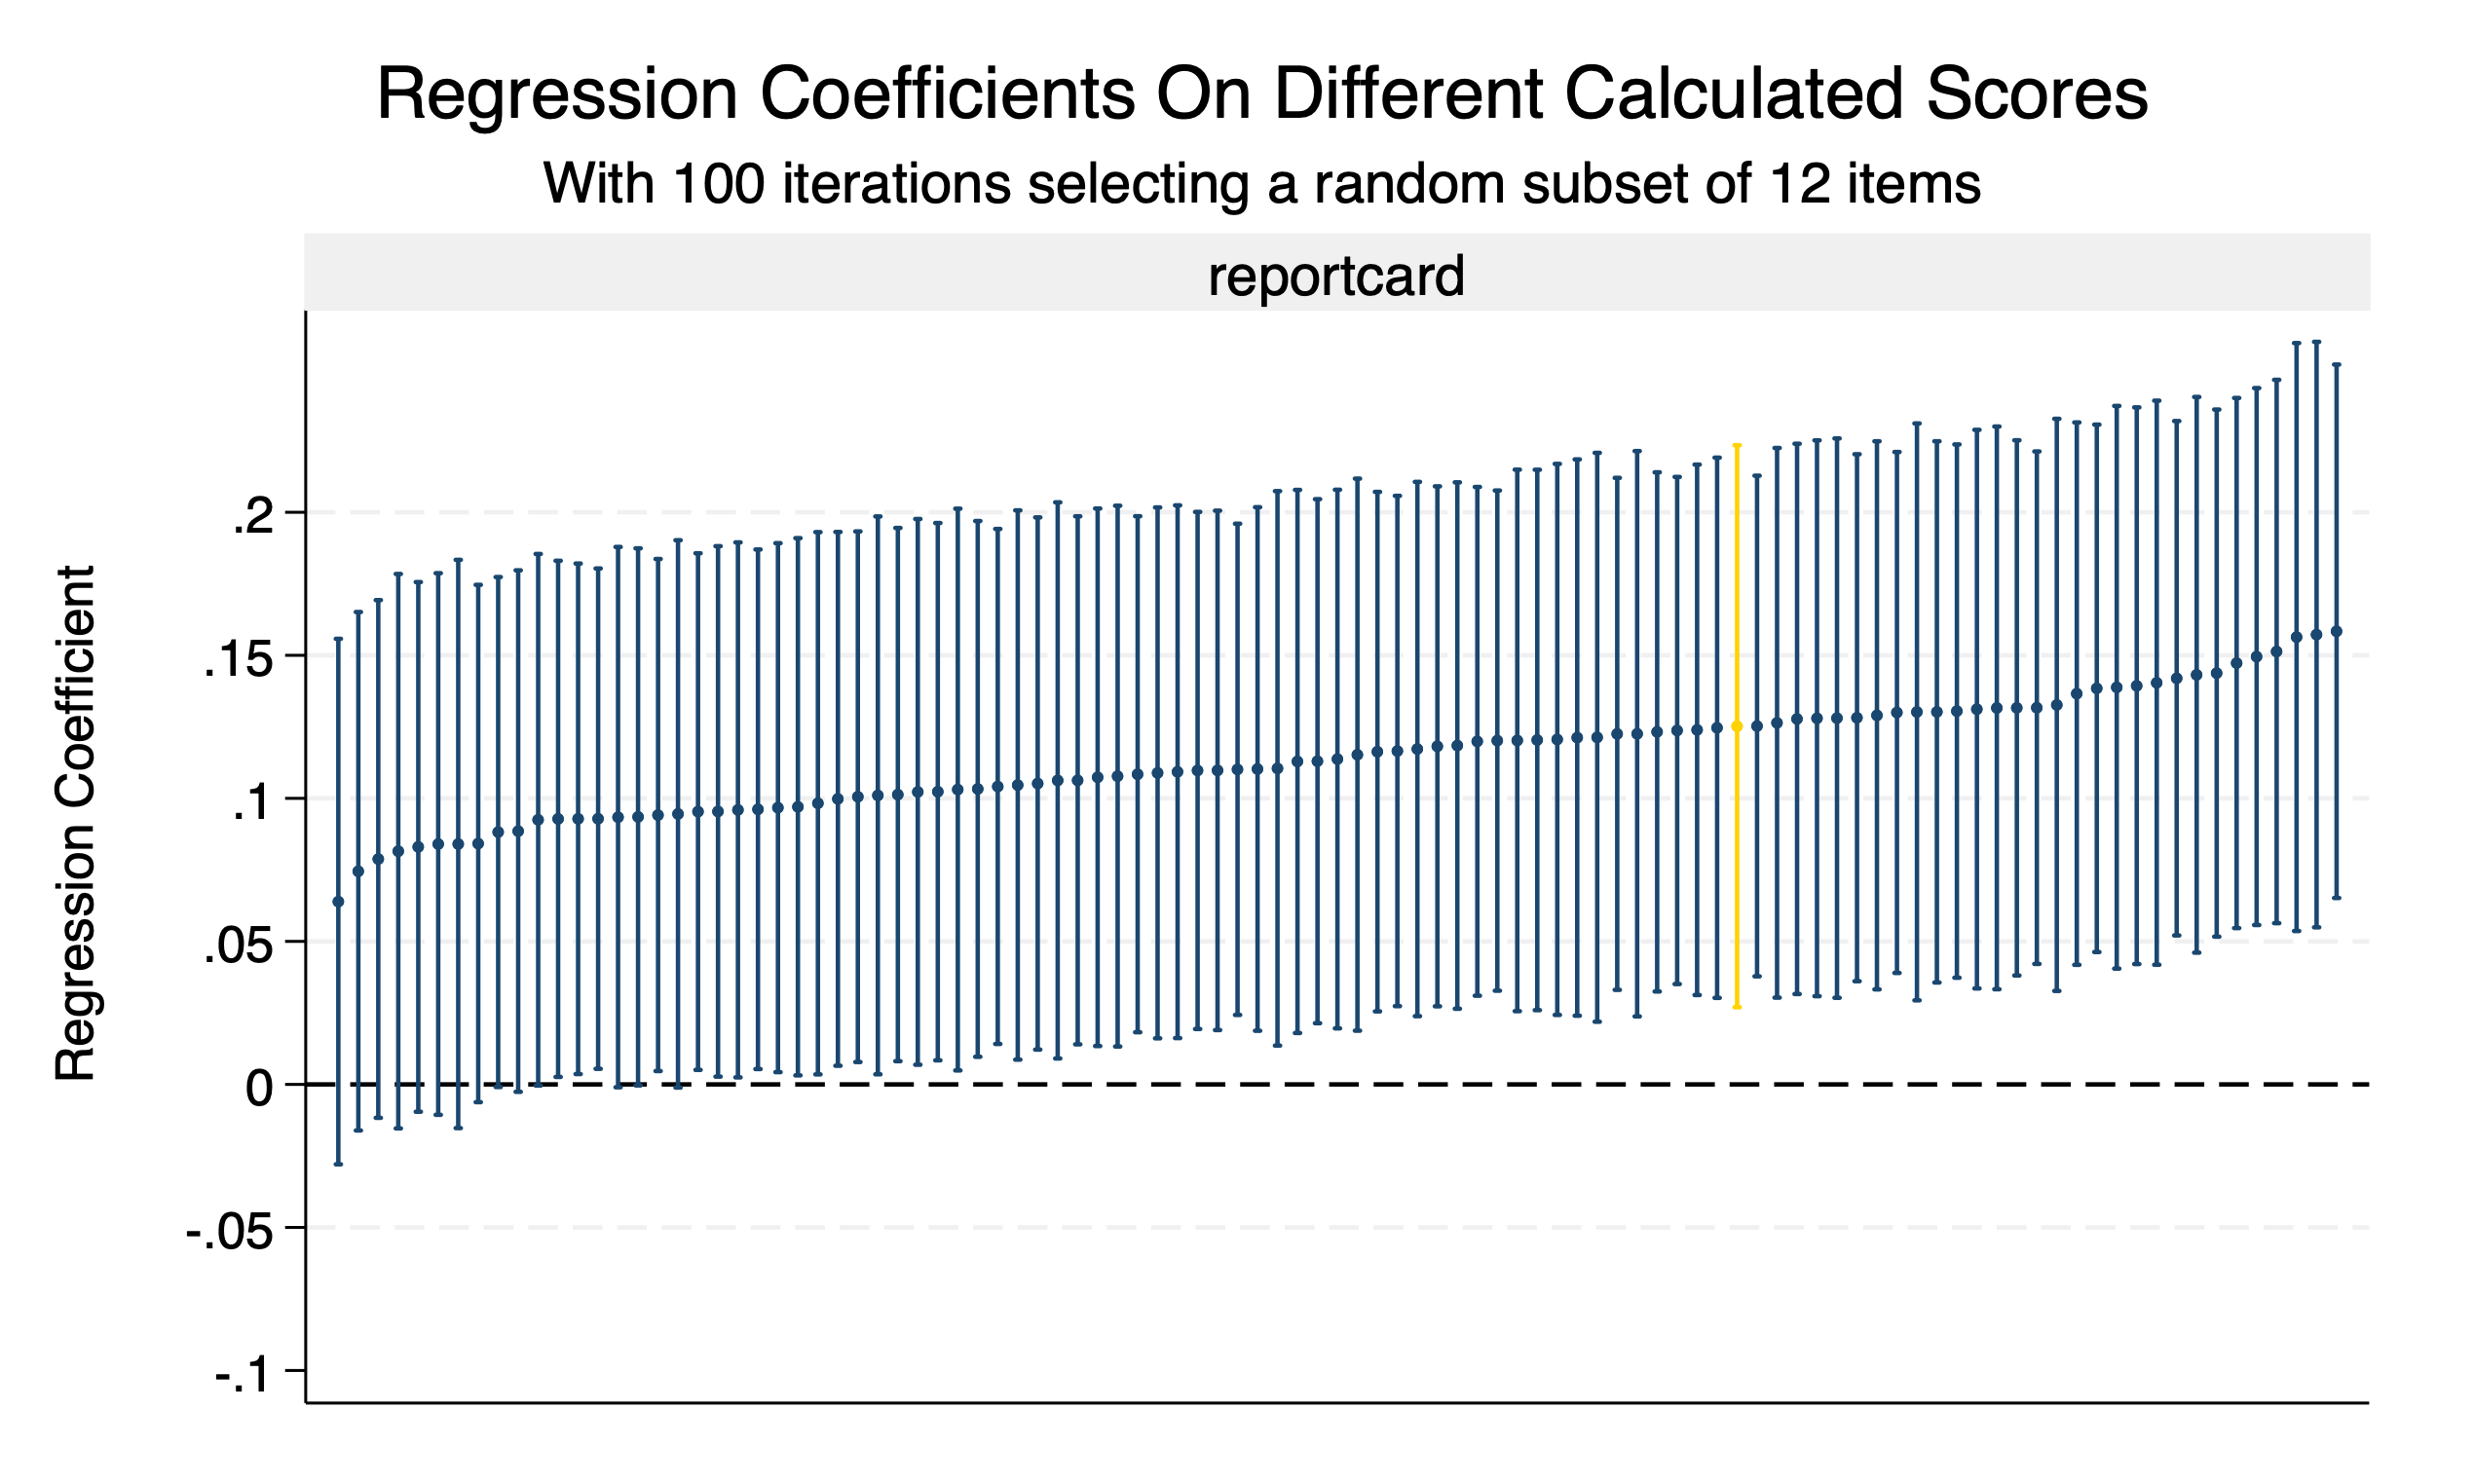 Regression Coefficients On Different Calculated Scores
With 100 iterations selecting a random subset of 12 items
reportcard
Regression Coefficient
.2
.15
.1
.05
0
-.05
-.1